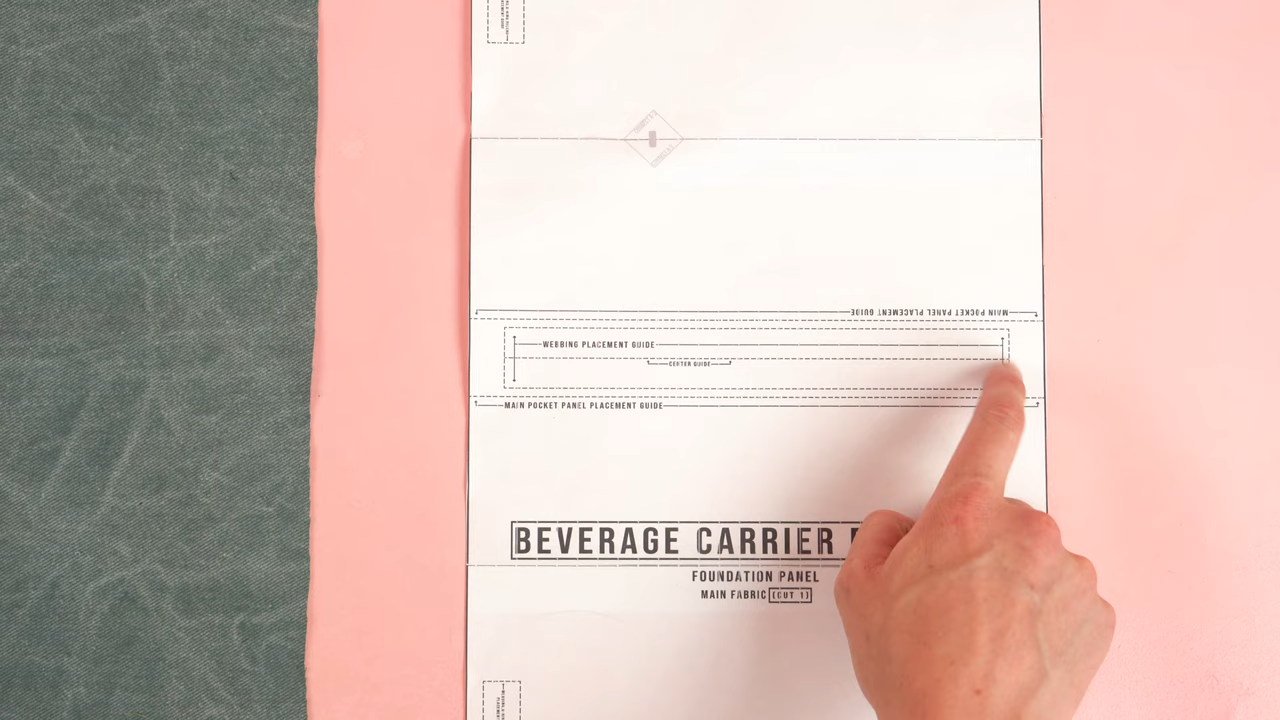 MAIN POCKET PANEL PLACEMENT GUIDE
WEBBING PLACEMENT GUIDE
CENTER GUIDE
MAIN POCKET PANEL PLACEMENT GUIDE
BEVERAGE CARRIER
FOUNDATION PANEL
MAIN FABRIC (CUT 1)